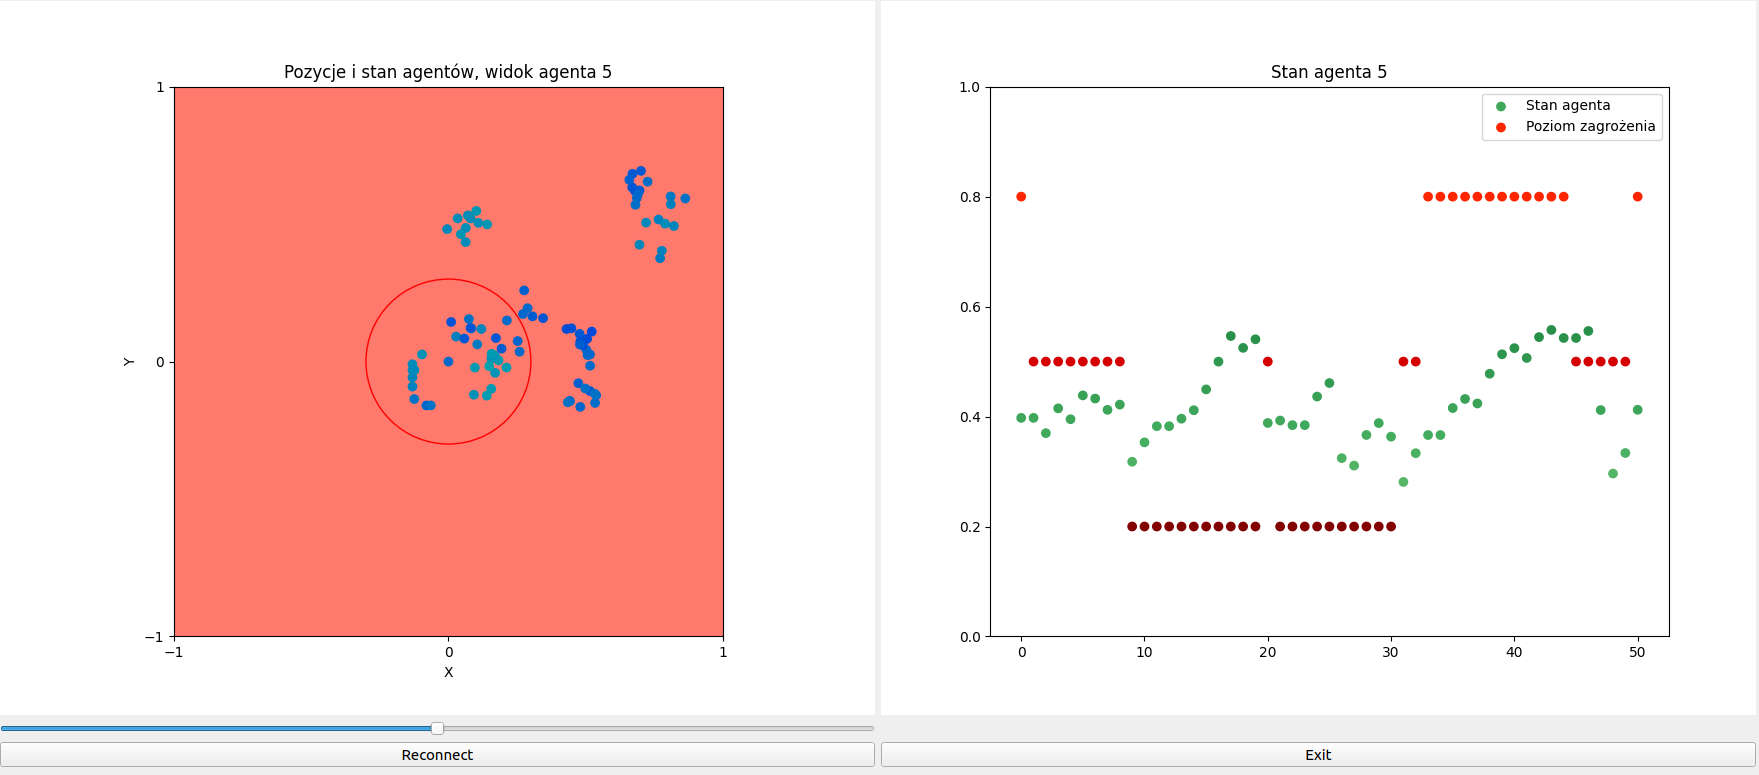 Pozycje i stan agentów, widok agenta 5
1
0
−1
Y
−1
0
1
X
Stan agenta 5
Stan agenta
Poziom zagrożenia
1.0
0.8
0.6
0.4
0.2
0.0
0
10
20
30
40
50
Reconnect
Exit